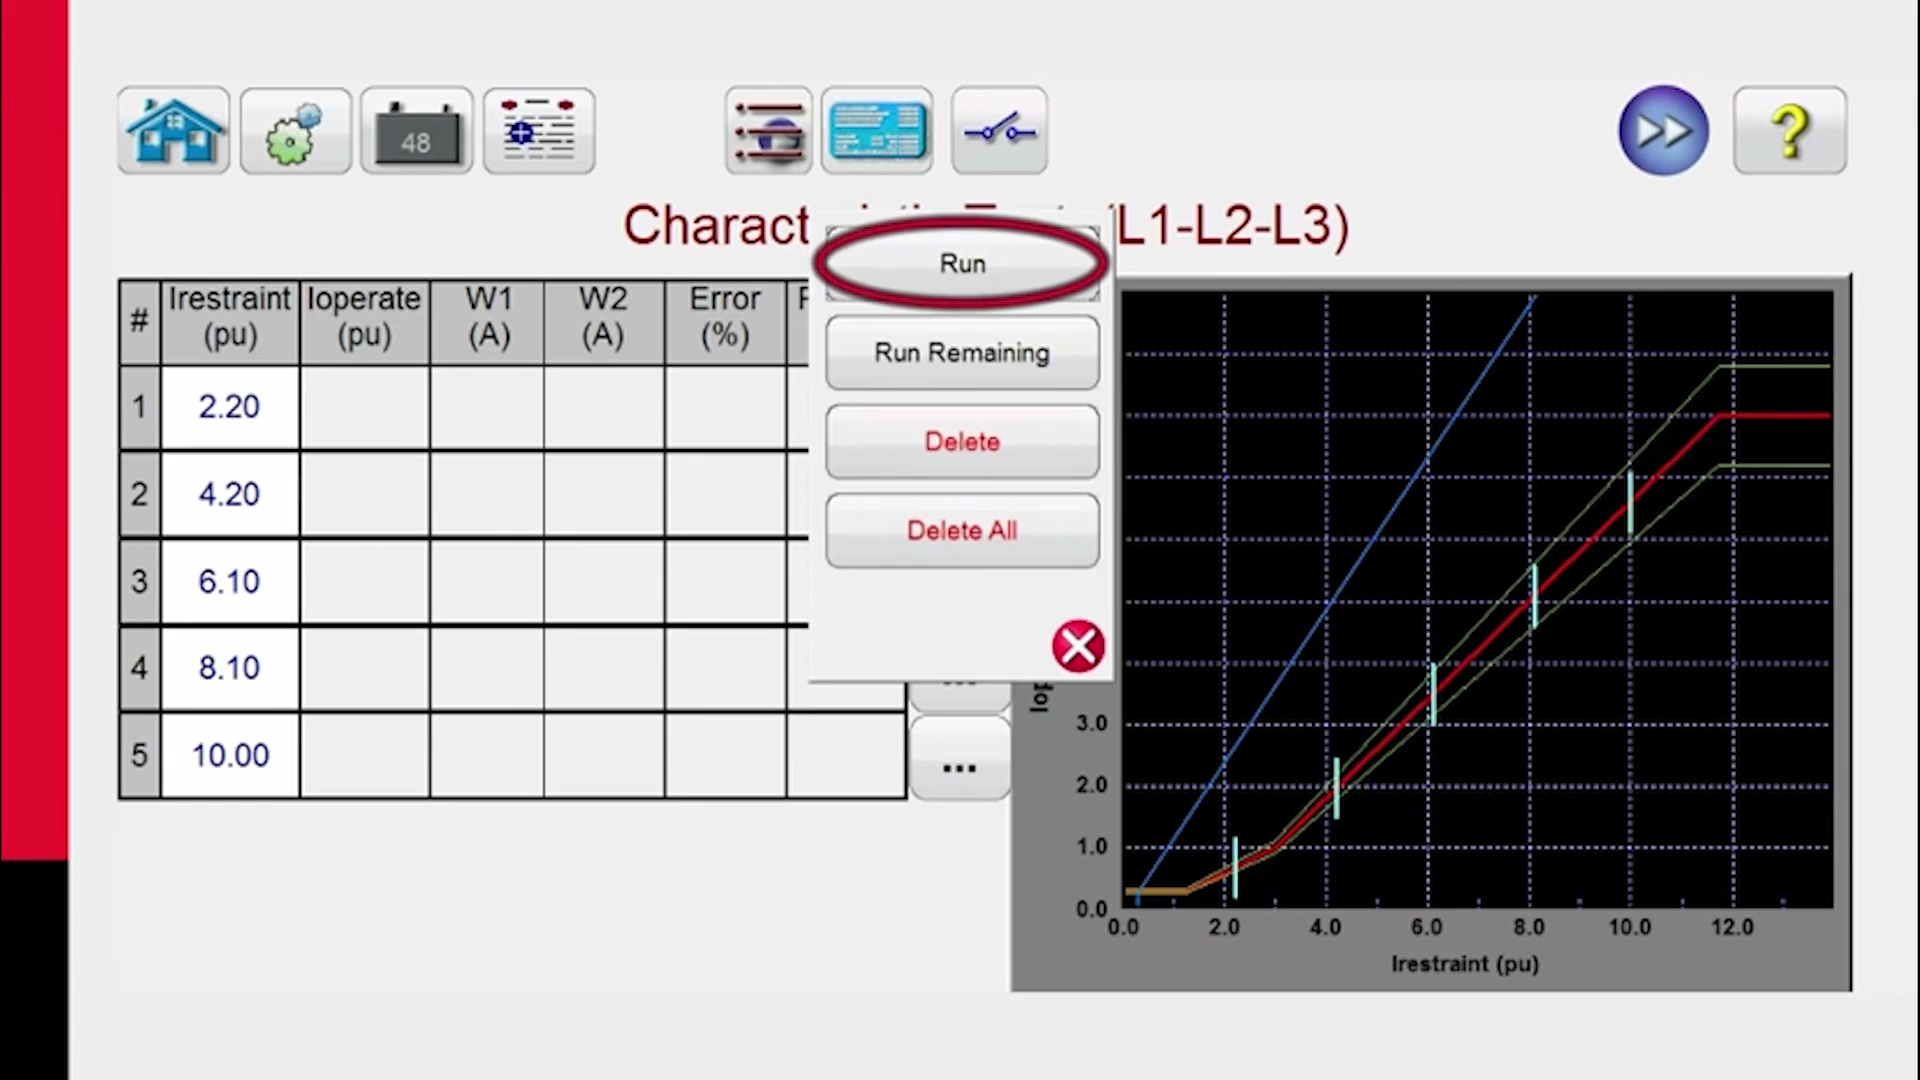 48
?
Charact
(L1-L2-L3)
Run
Run Remaining
Delete
Delete All
# Irestraint (pu) Ioperate (pu) W1 (A) W2 (A) Error (%)
1 2.20
2 4.20
3 6.10
4 8.10
5 10.00
...
3.0
2.0
1.0
0.0
0.0 2.0 4.0 6.0 8.0 10.0 12.0
Irestraint (pu)